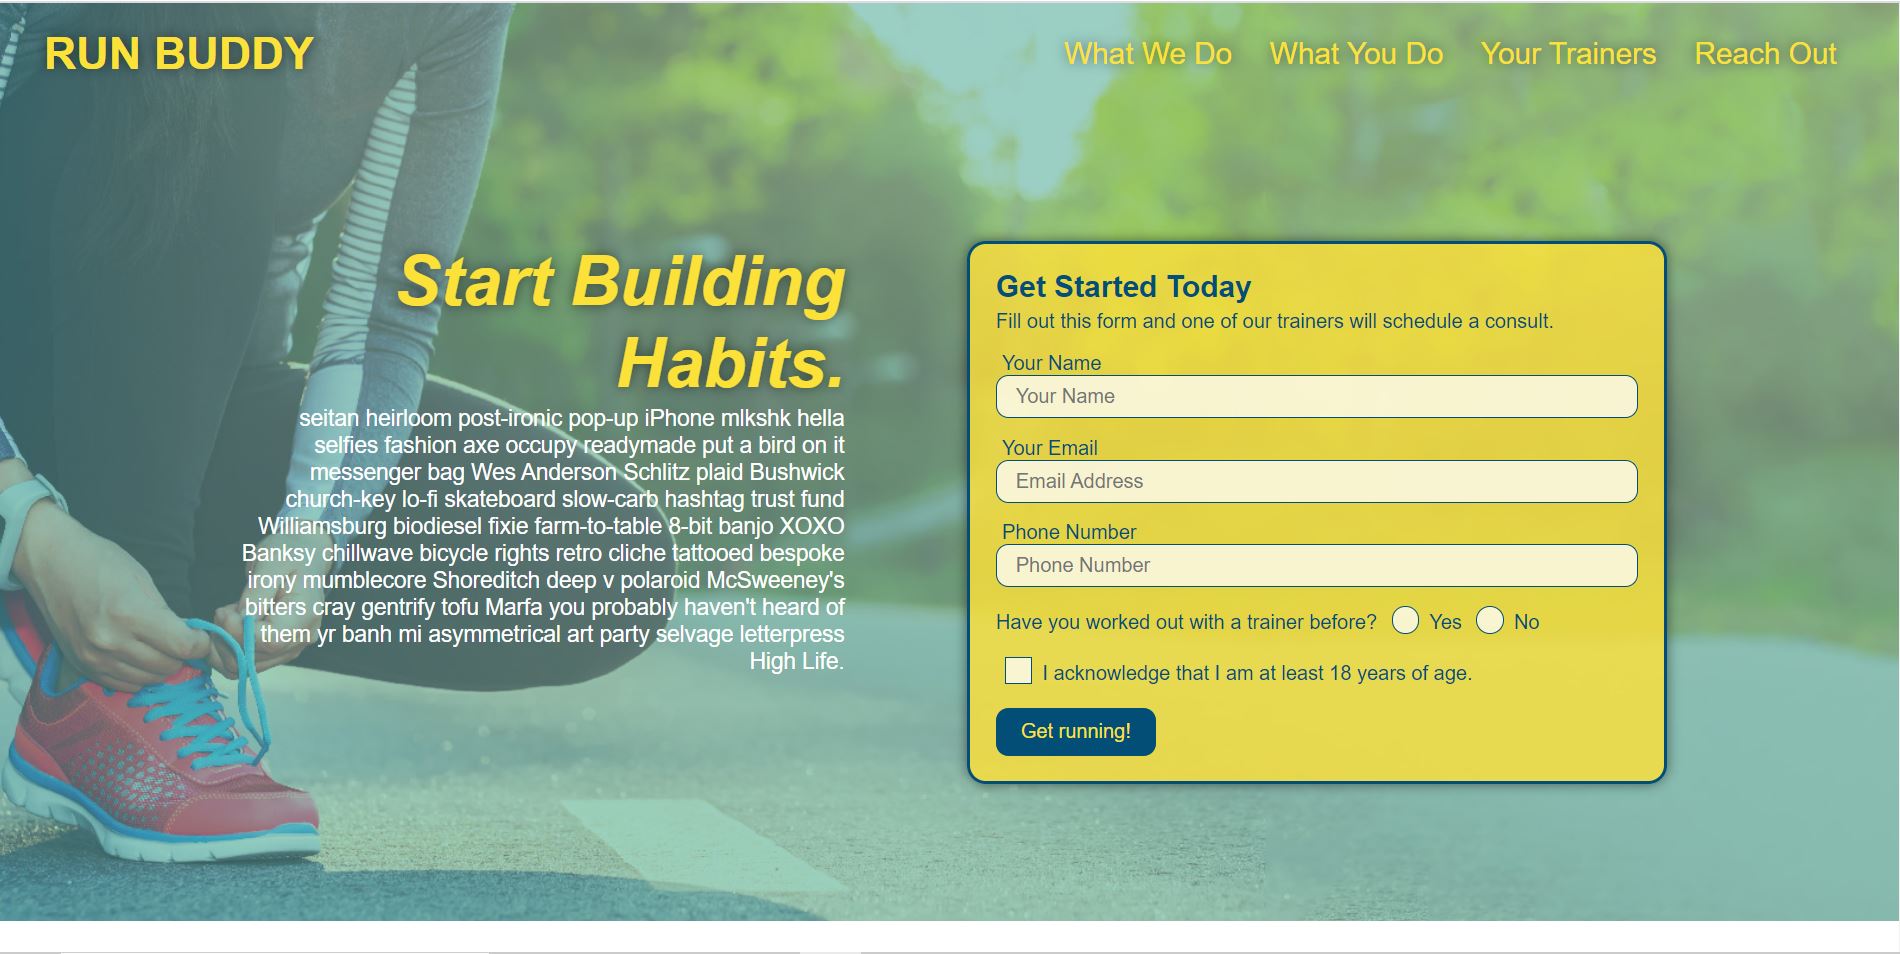 RUN BUDDY
What We Do What You Do Your Trainers Reach Out
Start Building
Habits.
seitan heirloom post-ironic pop-up iPhone mlkshk hella
selfies fashion axe occupy readymade put a bird on it
messenger bag Wes Anderson Schlitz plaid Bushwick
church-key lo-fi skateboard slow-carb hashtag trust fund
Williamsburg biodiesel fixie farm-to-table 8-bit banjo XOXO
Banksy chillwave bicycle rights retro cliche tattooed bespoke
irony mumblecore Shoreditch deep v polaroid McSweeney's
bitters cray gentrify tofu Marfa you probably haven't heard of
them yr banh mi asymmetrical art party selvage letterpress
High Life.
Get Started Today
Fill out this form and one of our trainers will schedule a consult.
Your Name
Your Name
Your Email
Email Address
Phone Number
Phone Number
Have you worked out with a trainer before? Yes No
I acknowledge that I am at least 18 years of age.
Get running!